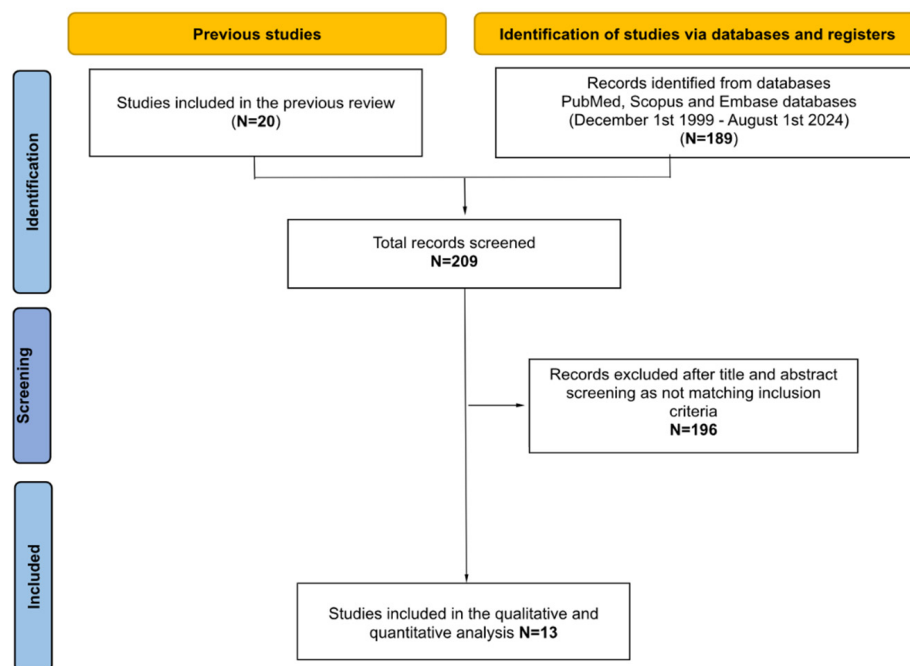 Previous studies
Identification of studies via databases and registers
Identification
Studies included in the previous review
(N=20)
Records identified from databases
PubMed, Scopus and Embase databases
(December 1st 1999 - August 1st 2024)
(N=189)
Total records screened
N=209
Screening
Records excluded after title and abstract
screening as not matching inclusion
criteria
N=196
Included
Studies included in the qualitative and
quantitative analysis N=13